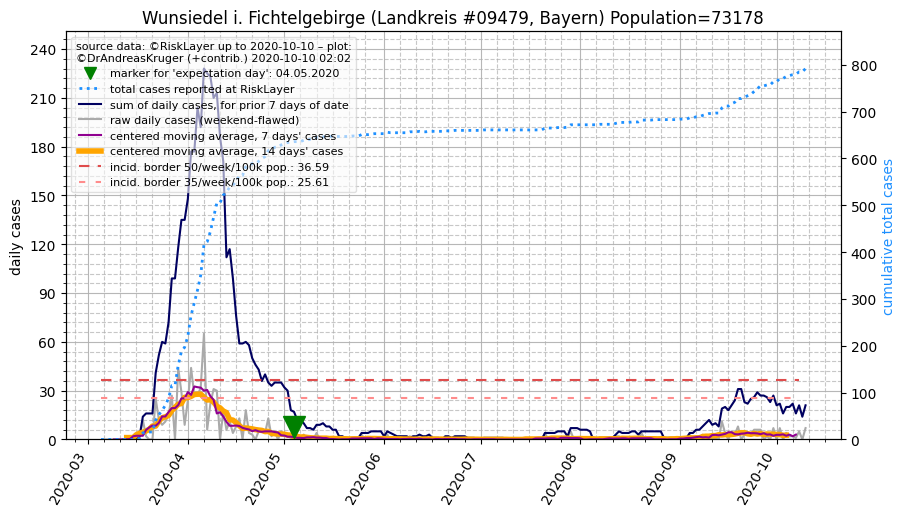 Wunsiedel i. Fichtelgebirge (Landkreis #09479, Bayern) Population=73178
source data: ©RiskLayer up to 2020-10-10 – plot:
©DrAndreasKruger (+contrib.) 2020-10-10 02:02
marker for 'expectation day': 04.05.2020
total cases reported at RiskLayer
sum of daily cases, for prior 7 days of date
raw daily cases (weekend-flawed)
centered moving average, 7 days' cases
centered moving average, 14 days' cases
incid. border 50/week/100k pop.: 36.59
incid. border 35/week/100k pop.: 25.61
daily cases
240
210
180
150
120
90
60
30
0
cumulative total cases
800
700
600
500
400
300
200
100
0
2020-03
2020-04
2020-05
2020-06
2020-07
2020-08
2020-09
2020-10